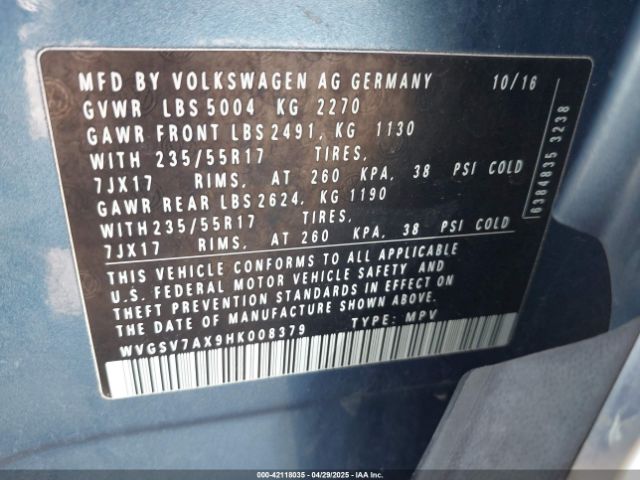 MFD BY VOLKSWAGEN AG GERMANY 10/16
GVWR LBS 5004 KG 2270
GAWR FRONT LBS 2491, KG 1130
WITH 235/55R17 TIRES,
7JX17 RIMS, AT 260 KPA, 38 PSI COLD
GAWR REAR LBS 2624, KG 1190
WITH 235/55R17 TIRES,
7JX17 RIMS, AT 260 KPA, 38 PSI COLD
THIS VEHICLE CONFORMS TO ALL APPLICABLE
U.S. FEDERAL MOTOR VEHICLE SAFETY AND
THEFT PREVENTION STANDARDS IN EFFECT ON
THE DATE OF MANUFACTURE SHOWN ABOVE.
WVGSV7AX9HK008379 TYPE: MPV
6384835 3238
000-42118035 - 04/29/2025 - IAAI.com